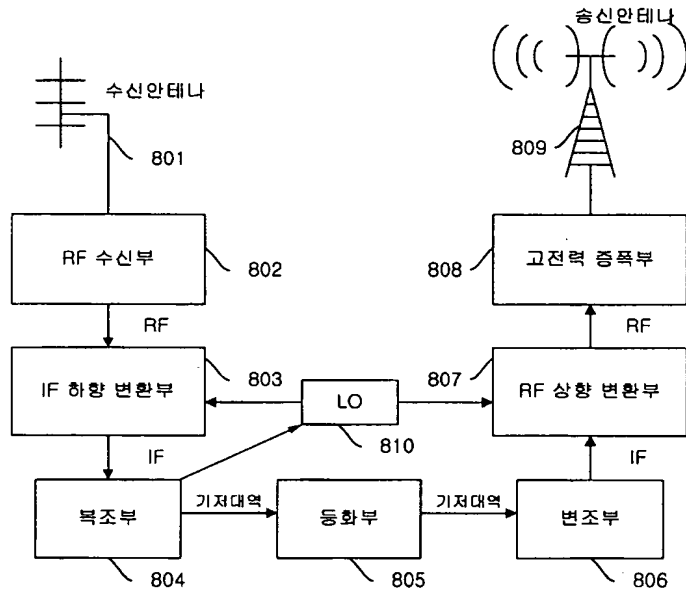 송신안테나
수신안테나
801
809
RF 수신부
802
808
고전력 증폭부
RF
RF
IF 하향 변환부
803
LO
810
807
RF 상향 변환부
IF
IF
복조부
804
기저대역
등화부
805
기저대역
변조부
806